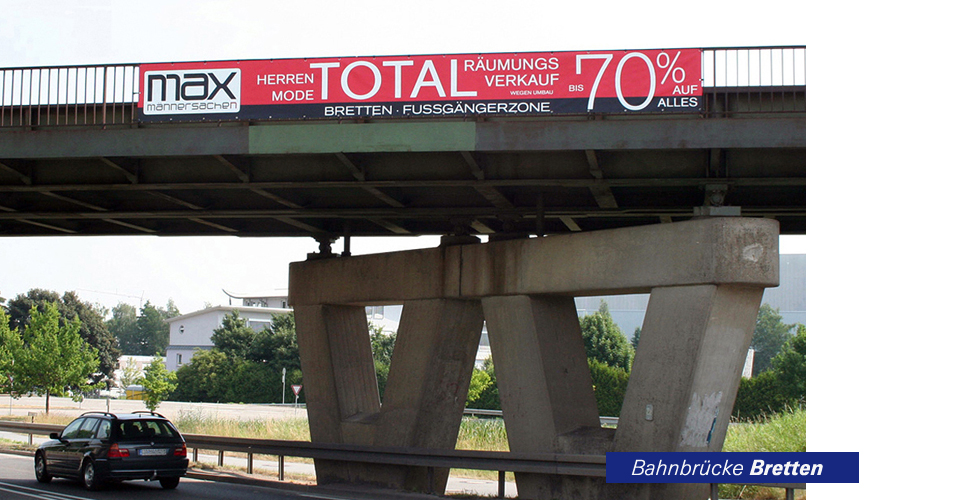 max
männersachen
HERREN
MODE
TOTAL
RÄUMUNGS
VERKAUF
WEGEN UMBAU
BIS 70%
AUF
ALLES
BRETTEN · FUSSGÄNGERZONE
Bahnbrücke Bretten